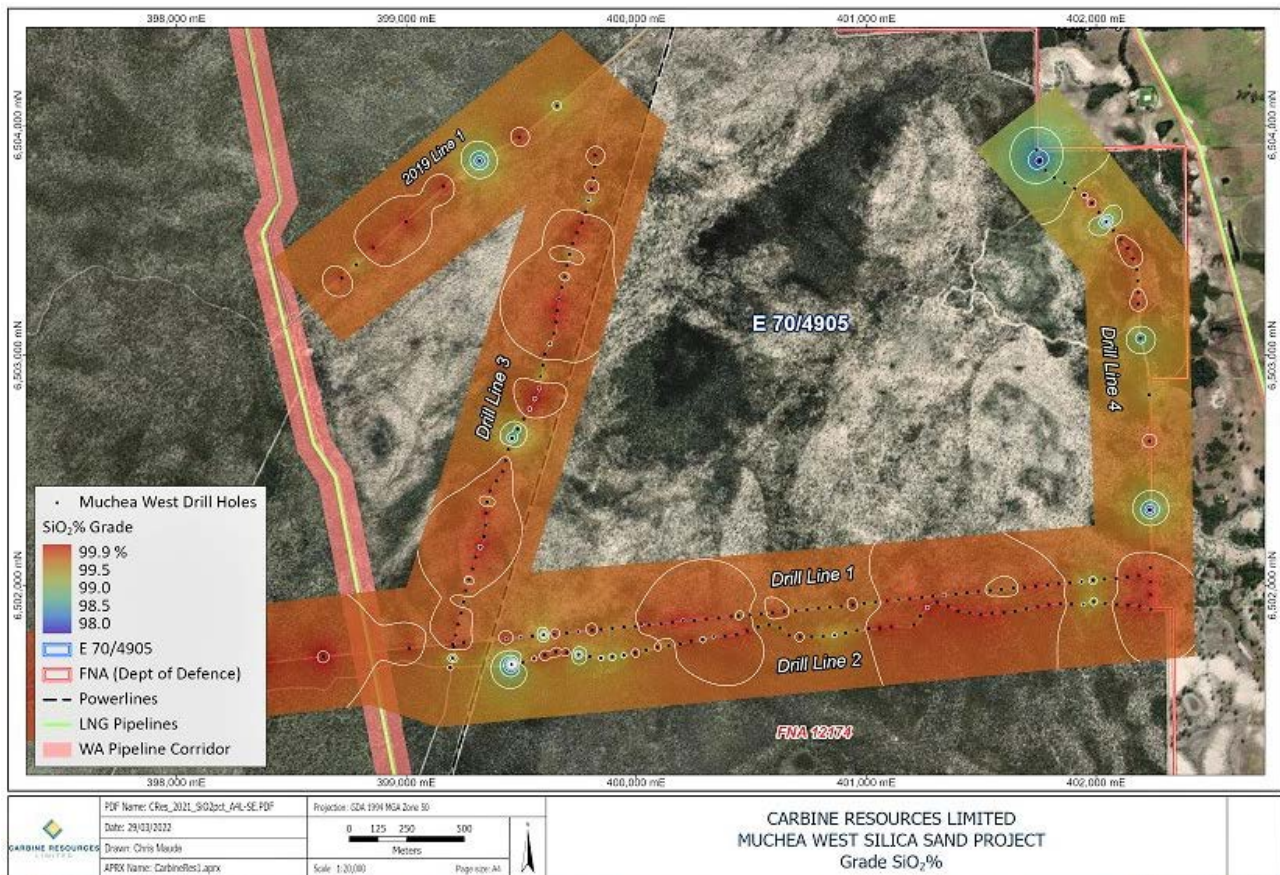 398,000 mE
399,000 mE
400,000 mE
401,000 mE
402,000 mE
6,504,000 mN
6,504,000 mN
2019 Line 1
E 70/4905
6,503,000 mN
6,503,000 mN
Drill Line 3
Drill Line 4
Muchea West Drill Holes
SiO₂% Grade
99.9 %
99.5
99.0
98.5
98.0
E 70/4905
FNA (Dept of Defence)
Powerlines
LNG Pipelines
WA Pipeline Corridor
6,502,000 mN
6,502,000 mN
Drill Line 1
Drill Line 2
FNA 12174
398,000 mE
399,000 mE
400,000 mE
401,000 mE
402,000 mE
CARBINE RESOURCES
LIMITED
PDF Name: CRes_2021_SiO2pct_A4L-SE.PDF
Date: 29/03/2022
Drawn: Chris Maude
APRX Name: CarbineRes1.aprx
Projection: GDA 1994 MGA Zone 50
0 125 250 500
Meters
Scale 1:20,000
Page size: A4
CARBINE RESOURCES LIMITED
MUCHEA WEST SILICA SAND PROJECT
Grade SiO₂%